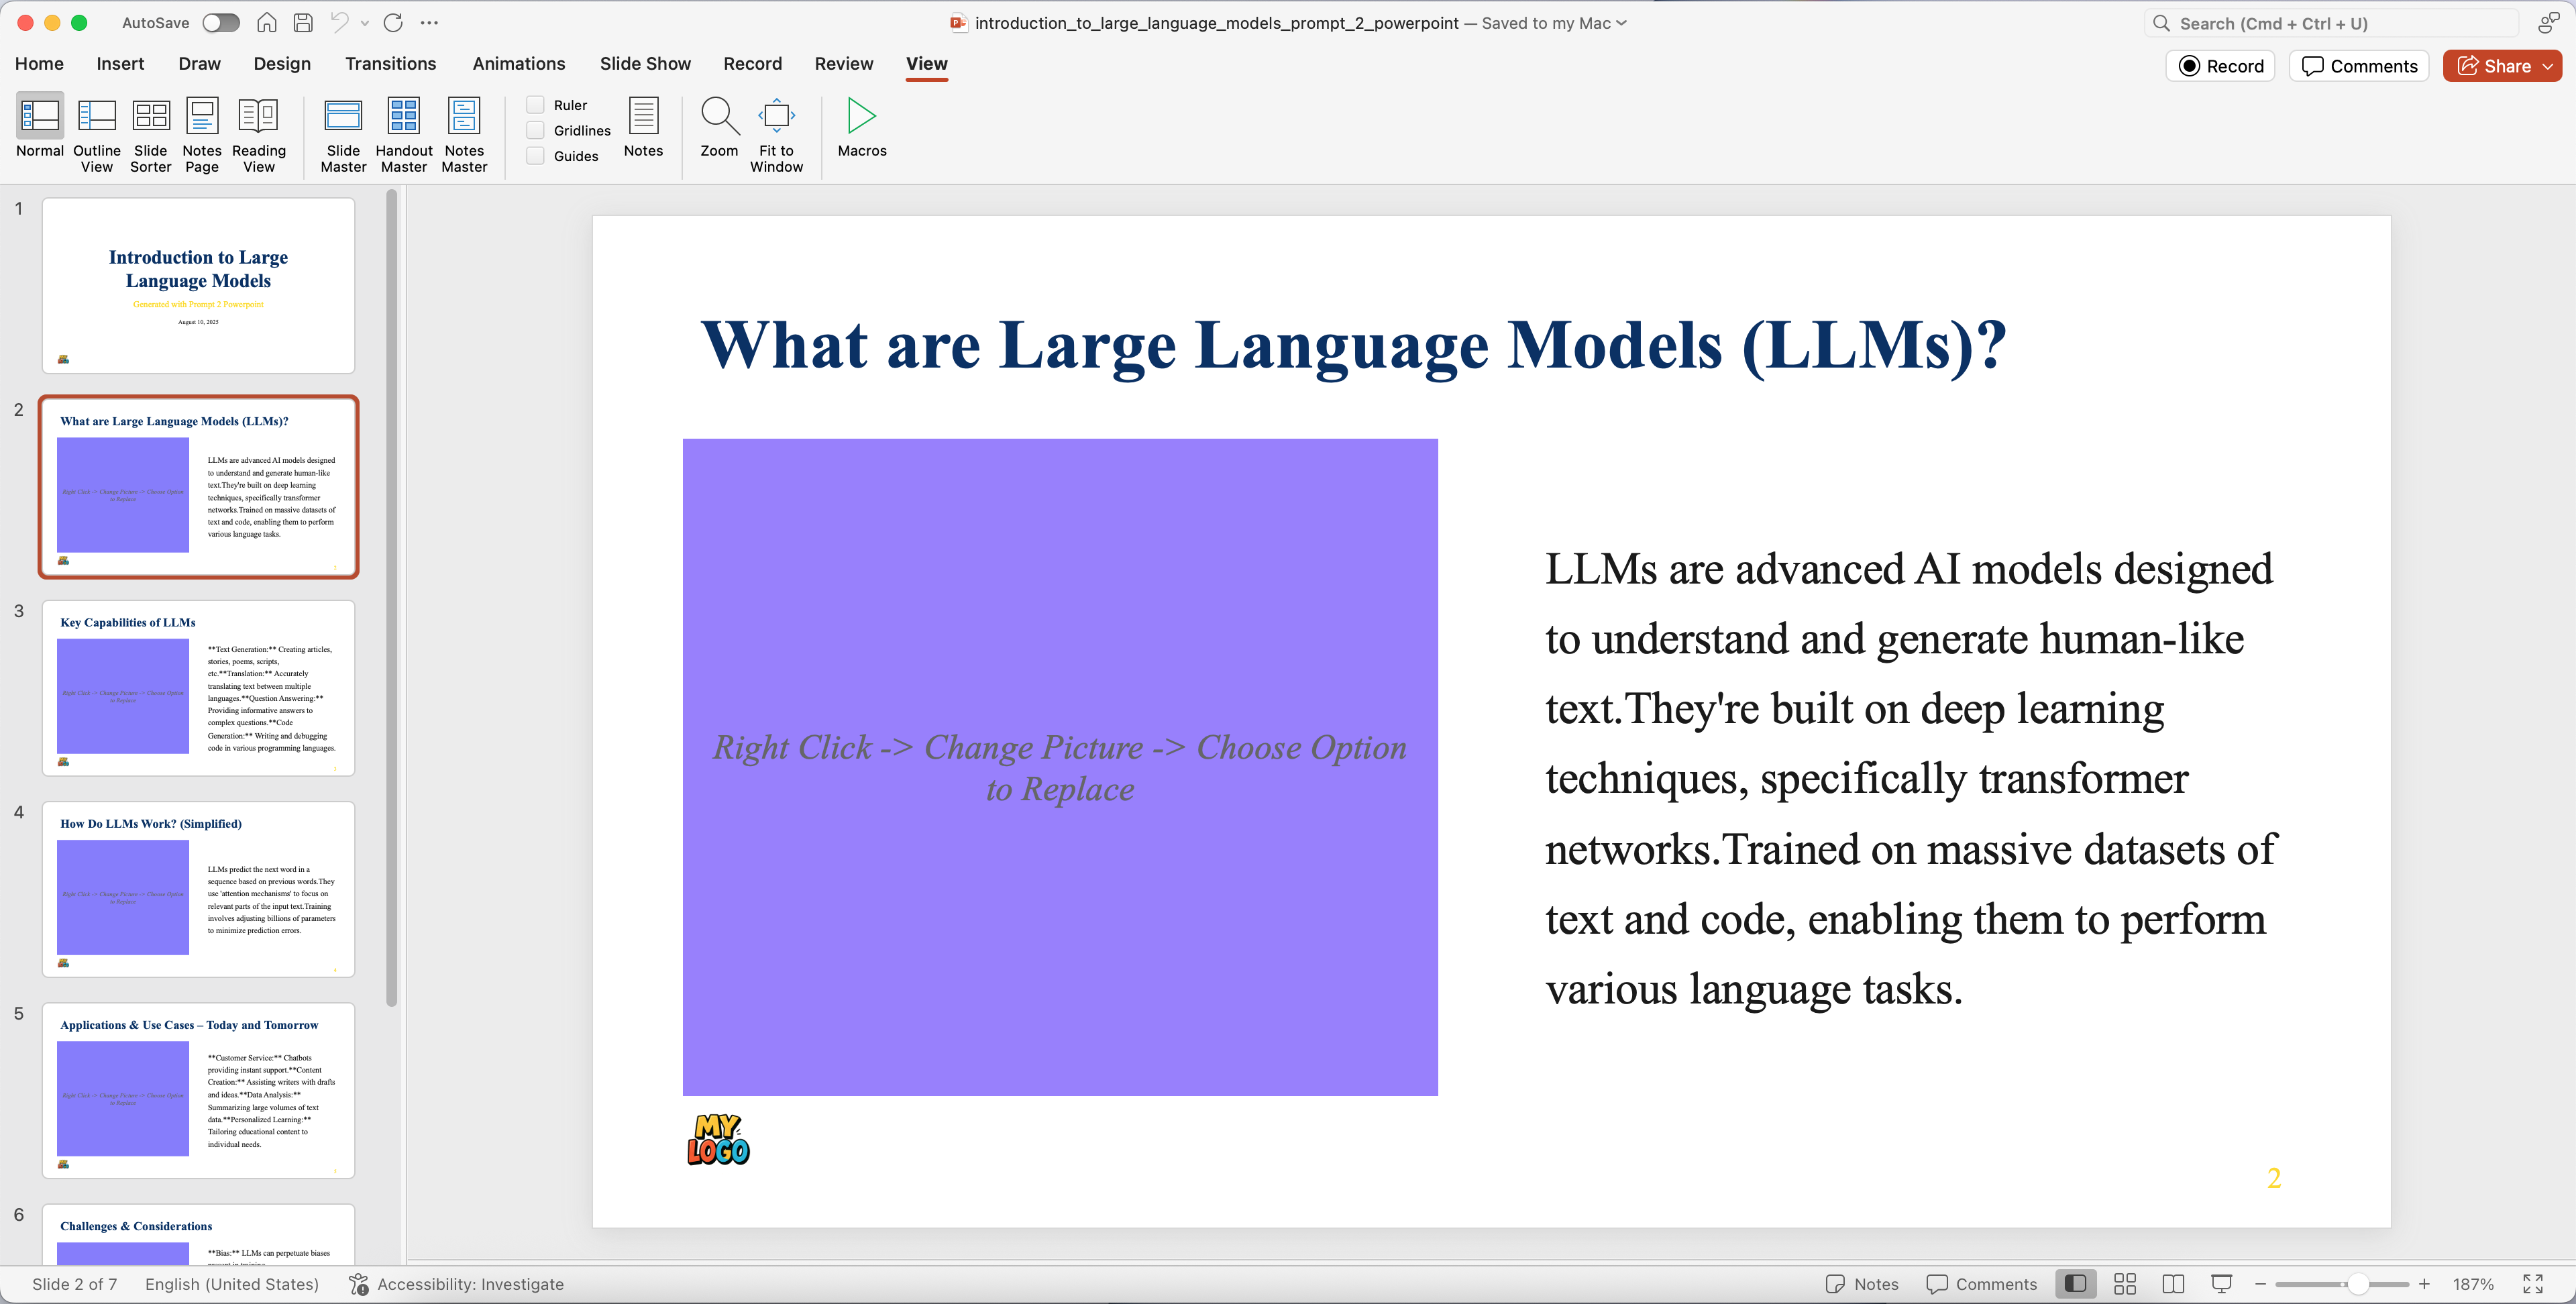 AutoSave
introduction_to_large_language_models_prompt_2_powerpoint — Saved to my Mac
Search (Cmd + Ctrl + U)
Home Insert Draw Design Transitions Animations Slide Show Record Review View
Record Comments Share
Normal
Outline View
Slide Sorter
Notes Page
Reading View
Slide Master
Handout Master
Notes Master
Ruler
Gridlines
Guides
Notes
Zoom
Fit to Window
Macros
1
Introduction to Large
Language Models
Generated with Prompt 2 Powerpoint
August 10, 2025
2
What are Large Language Models (LLMs)?
Right Click -> Change Picture -> Choose Option
to Replace
LLMs are advanced AI models designed
to understand and generate human-like
text.They're built on deep learning
techniques, specifically transformer
networks.Trained on massive datasets of
text and code, enabling them to perform
various language tasks.
3
Key Capabilities of LLMs
Right Click -> Change Picture -> Choose Option
to Replace
**Text Generation:** Creating articles,
stories, poems, scripts,
etc.**Translation:** Accurately
translating text between multiple
languages.**Question Answering:**
Providing informative answers to
complex questions.**Code
Generation:** Writing and debugging
code in various programming languages.
4
How Do LLMs Work? (Simplified)
Right Click -> Change Picture -> Choose Option
to Replace
LLMs predict the next word in a
sequence based on previous words.They
use 'attention mechanisms' to focus on
relevant parts of the input text.Training
involves adjusting billions of parameters
to minimize prediction errors.
5
Applications & Use Cases – Today and Tomorrow
Right Click -> Change Picture -> Choose Option
to Replace
**Customer Service:** Chatbots
providing instant support.**Content
Creation:** Assisting writers with drafts
and ideas.**Data Analysis:**
Summarizing large volumes of text
data.**Personalized Learning:**
Tailoring educational content to
individual needs.
6
Challenges & Considerations
**Bias:** LLMs can perpetuate biases
What are Large Language Models (LLMs)?
Right Click -> Change Picture -> Choose Option
to Replace
LLMs are advanced AI models designed
to understand and generate human-like
text.They're built on deep learning
techniques, specifically transformer
networks.Trained on massive datasets of
text and code, enabling them to perform
various language tasks.
MY
LOGO
2
Slide 2 of 7 English (United States) Accessibility: Investigate
Notes Comments 187%